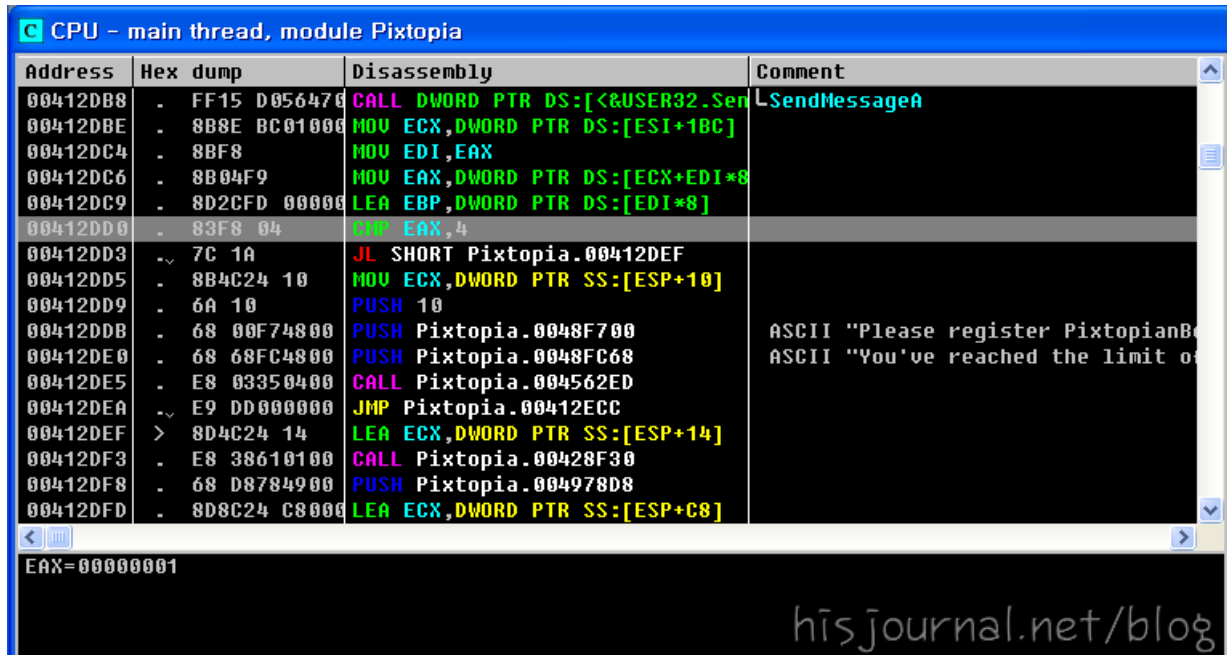 C CPU - main thread, module Pixtopia
Address Hex dump Disassembly Comment
00412DB8 . FF15 D0564700 CALL DWORD PTR DS:[<&USER32.Sen └SendMessageA
00412DBE . 8B8E BC01000 MOV ECX,DWORD PTR DS:[ESI+1BC]
00412DC4 . 8BF8 MOV EDI,EAX
00412DC6 . 8B04F9 MOV EAX,DWORD PTR DS:[ECX+EDI*8
00412DC9 . 8D2CFD 00000 LEA EBP,DWORD PTR DS:[EDI*8]
00412DD0 . 83F8 04 CMP EAX,4
00412DD3 .⌄ 7C 1A JL SHORT Pixtopia.00412DEF
00412DD5 . 8B4C24 10 MOV ECX,DWORD PTR SS:[ESP+10]
00412DD9 . 6A 10 PUSH 10
00412DDB . 68 00F74800 PUSH Pixtopia.0048F700 ASCII "Please register PixtopianB
00412DE0 . 68 68FC4800 PUSH Pixtopia.0048FC68 ASCII "You've reached the limit of
00412DE5 . E8 03350400 CALL Pixtopia.004562ED
00412DEA .⌄ E9 DD000000 JMP Pixtopia.00412ECC
00412DEF > 8D4C24 14 LEA ECX,DWORD PTR SS:[ESP+14]
00412DF3 . E8 38610100 CALL Pixtopia.00428F30
00412DF8 . 68 D8784900 PUSH Pixtopia.004978D8
00412DFD . 8D8C24 C8000 LEA ECX,DWORD PTR SS:[ESP+C8]
EAX=00000001
hisjournal.net/blog